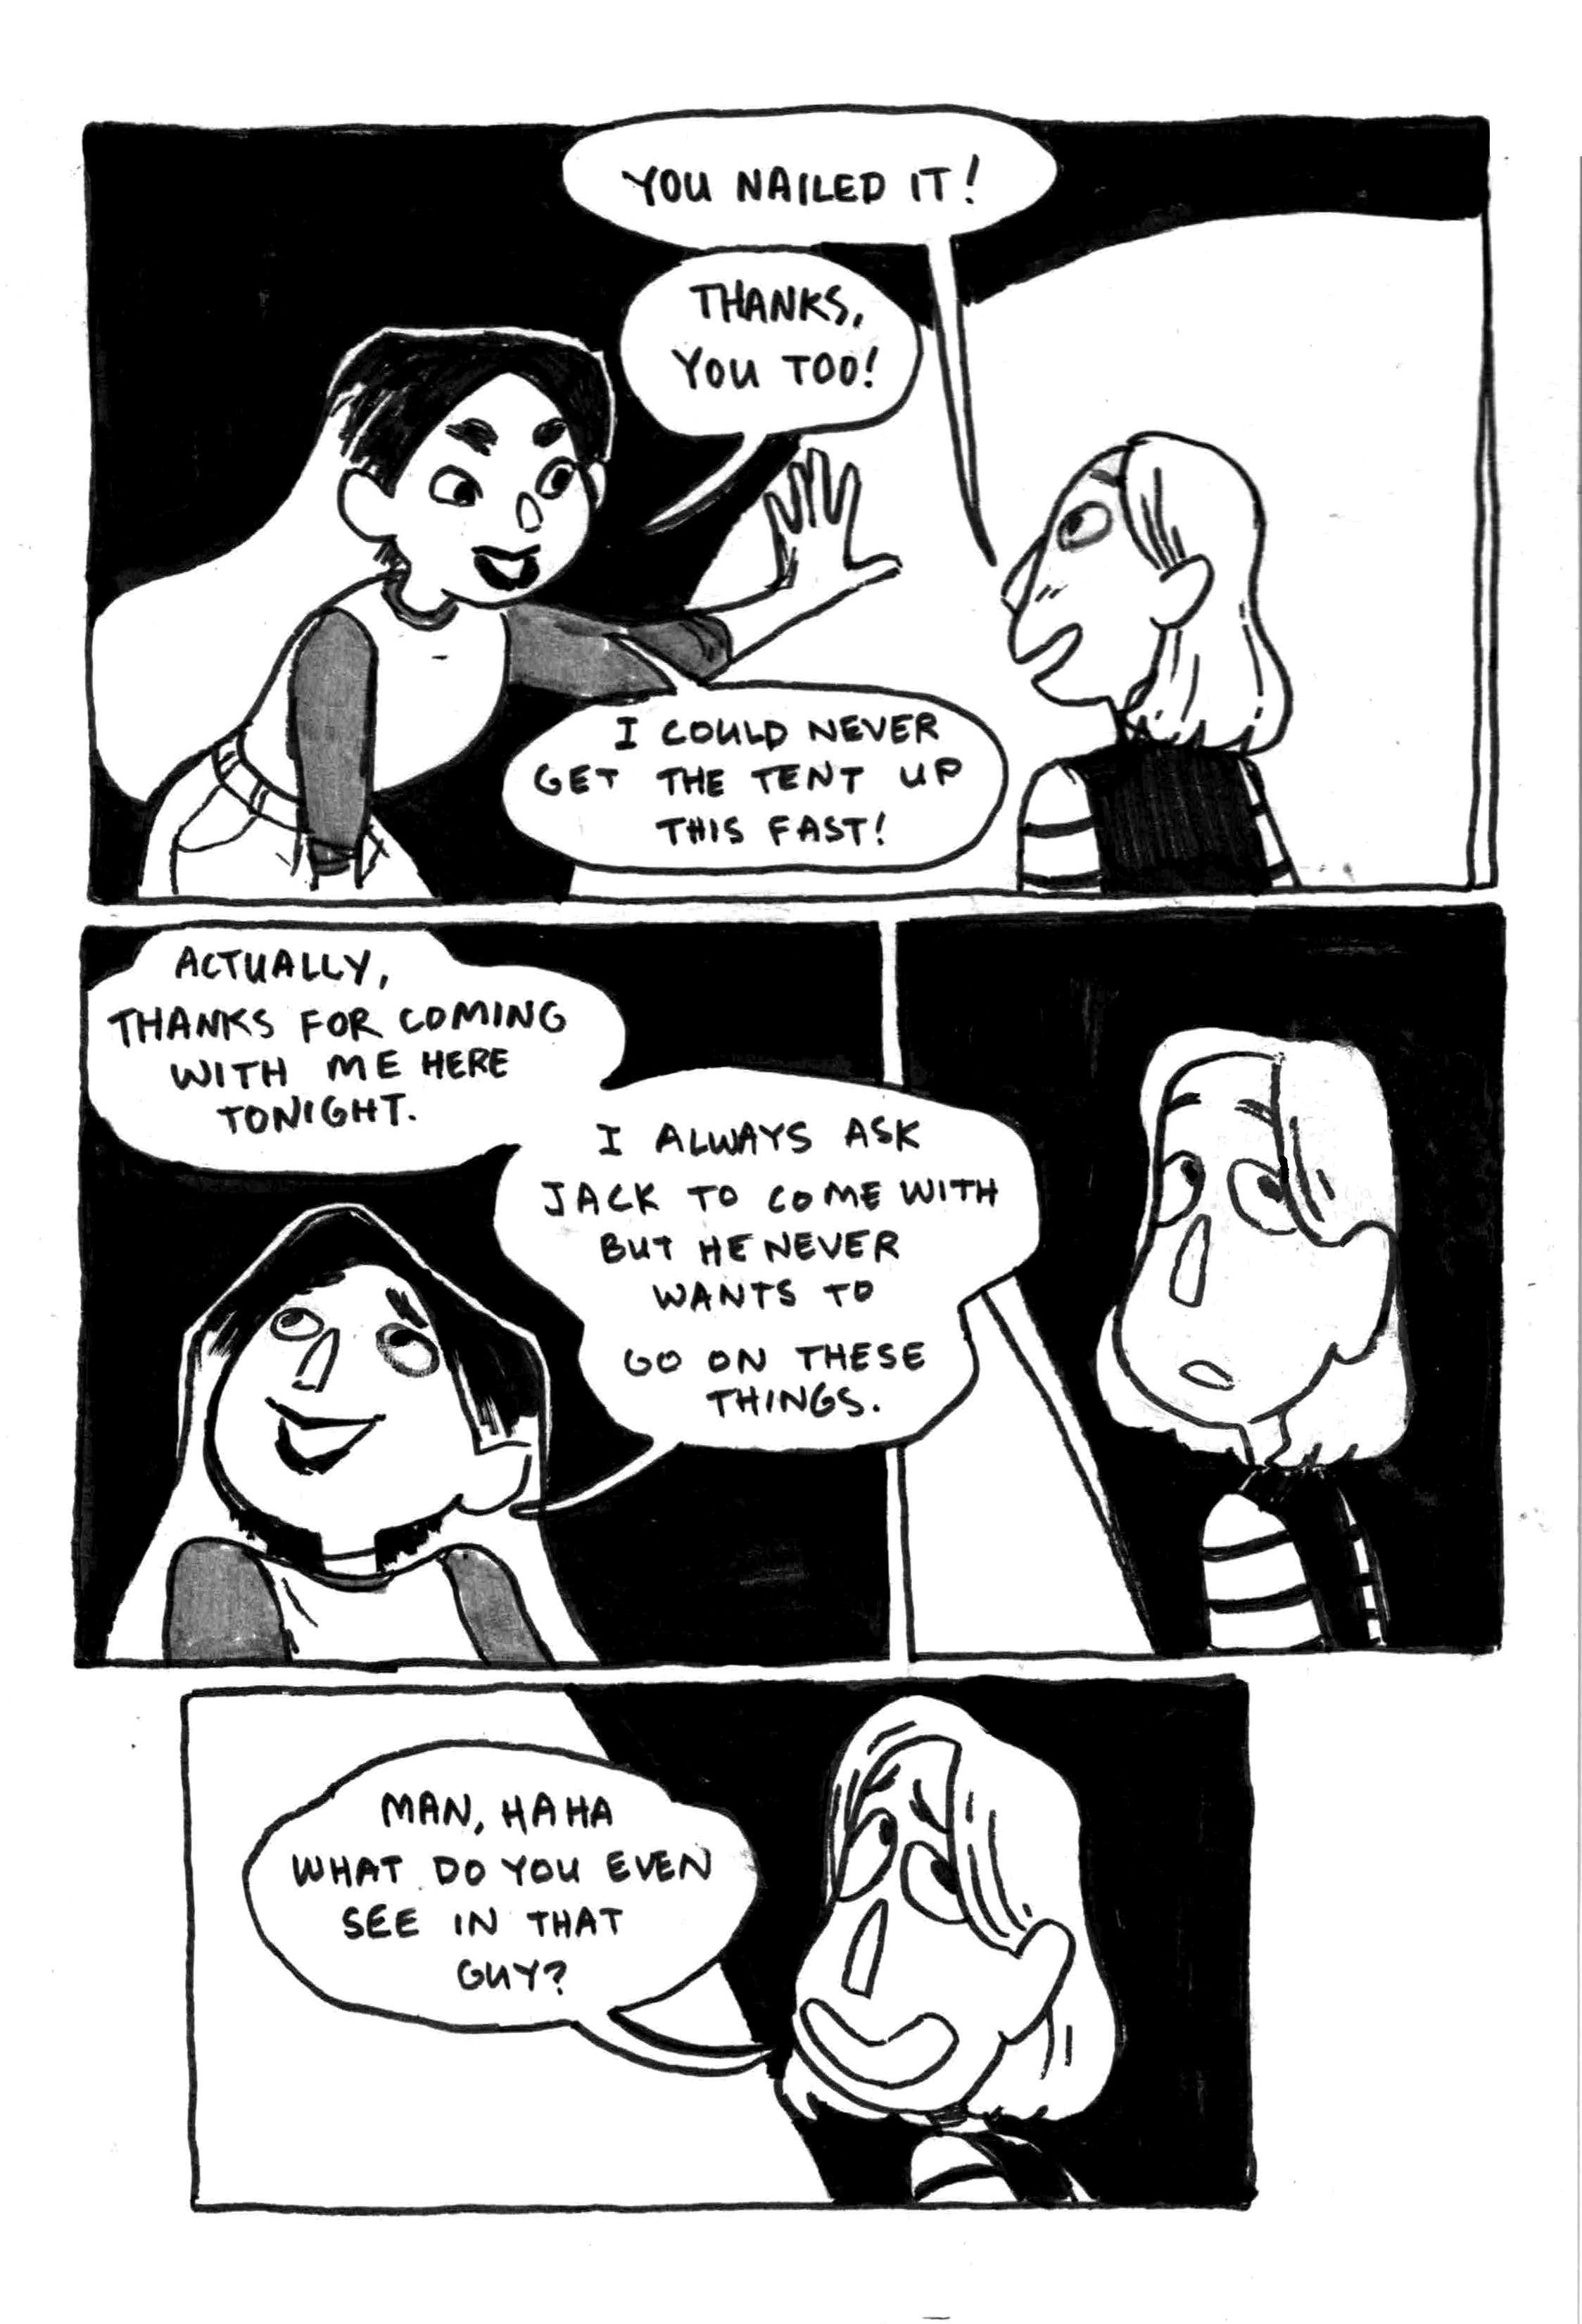 YOU NAILED IT!
THANKS,
YOU TOO!
I COULD NEVER
GET THE TENT UP
THIS FAST!
ACTUALLY,
THANKS FOR COMING
WITH ME HERE
TONIGHT.
I ALWAYS ASK
JACK TO COME WITH
BUT HE NEVER
WANTS TO
GO ON THESE
THINGS.
MAN, HAHA
WHAT DO YOU EVEN
SEE IN THAT
GUY?